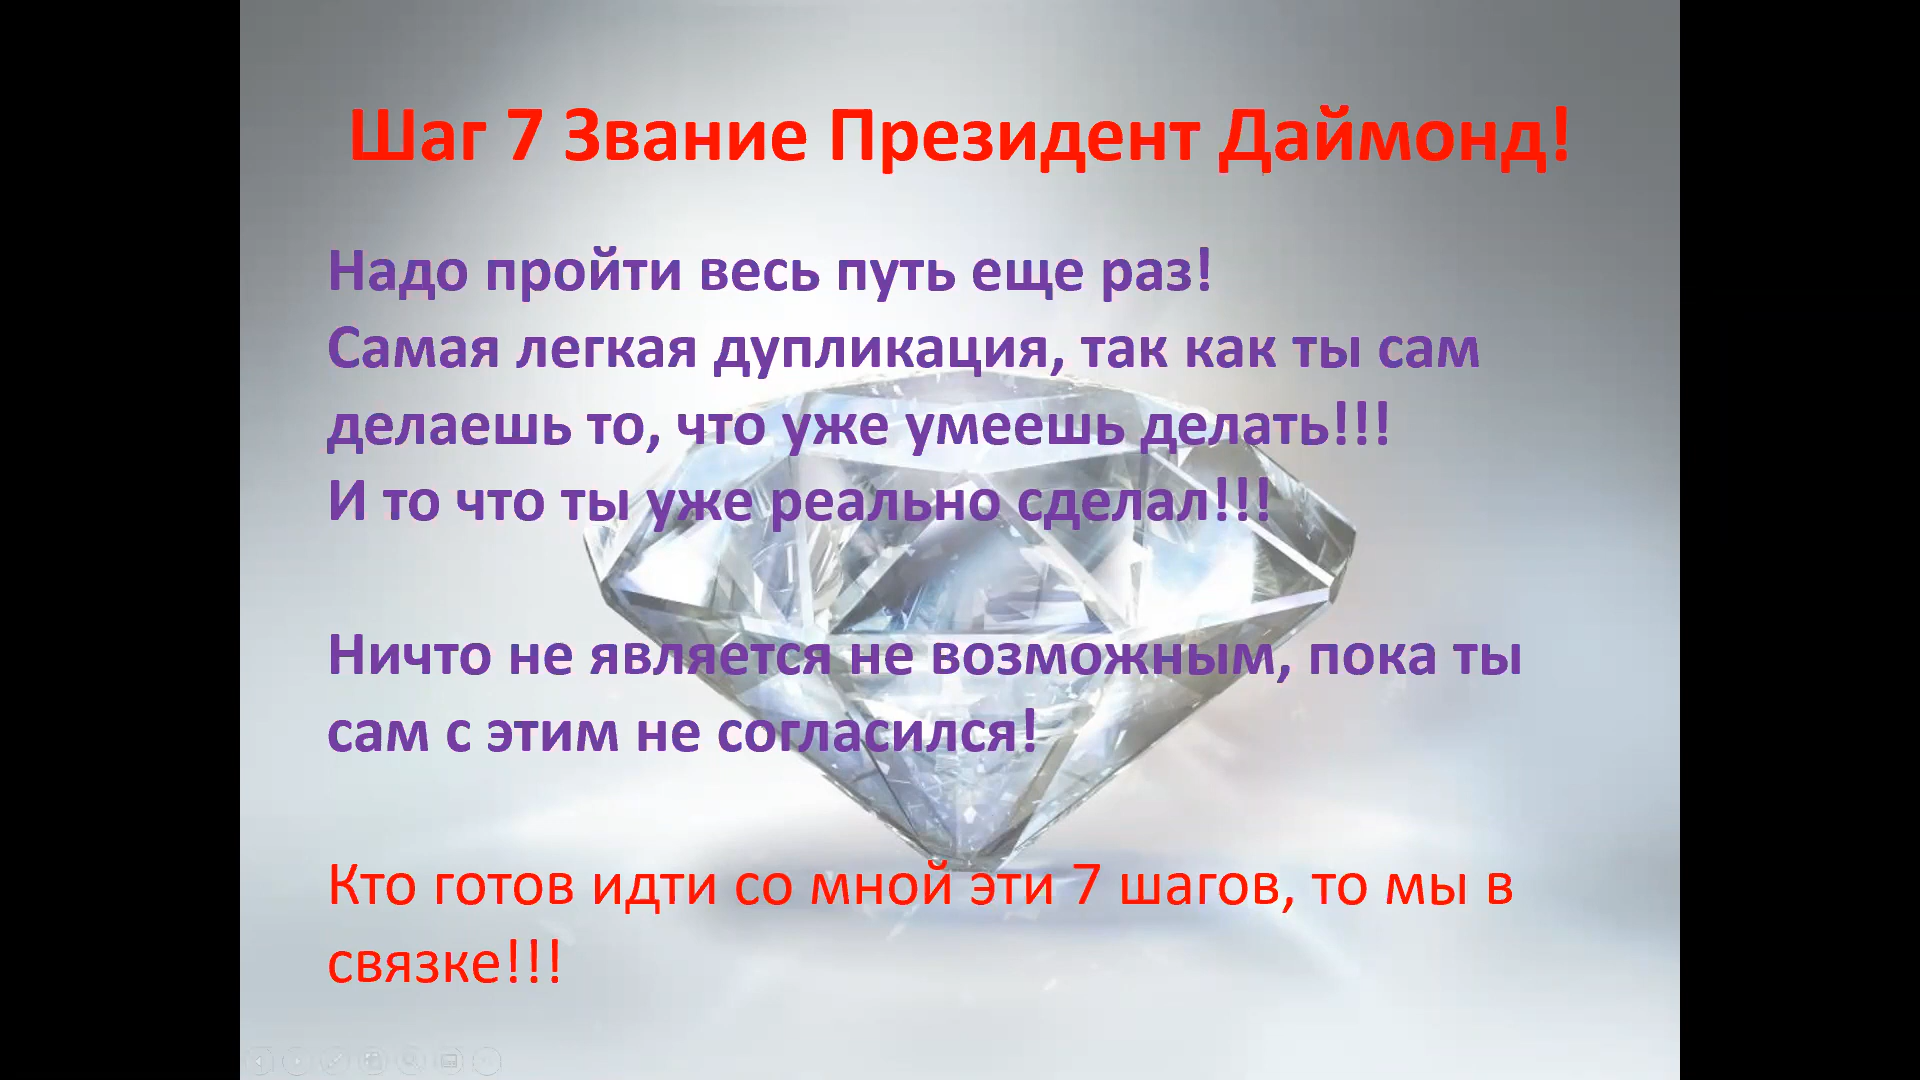 Шаг 7 Звание Президент Даймонд!
Надо пройти весь путь еще раз!
Самая легкая дупликация, так как ты сам
делаешь то, что уже умеешь делать!!!
И то что ты уже реально сделал!!!
Ничто не является не возможным, пока ты
сам с этим не согласился!
Кто готов идти со мной эти 7 шагов, то мы в
связке!!!